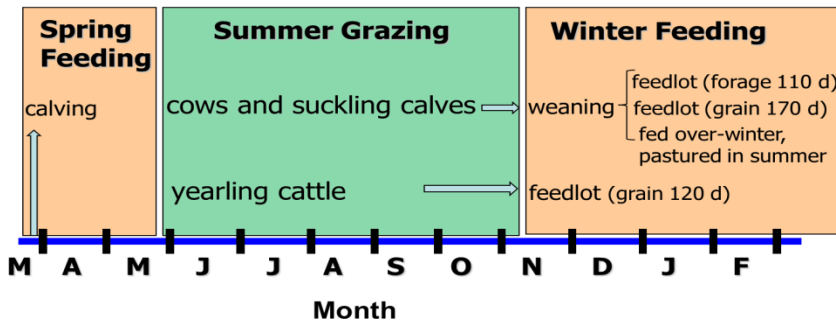 Spring
Feeding
Summer Grazing
Winter Feeding
calving
cows and suckling calves
weaning
feedlot (forage 110 d)
feedlot (grain 170 d)
fed over-winter,
pastured in summer
yearling cattle
feedlot (grain 120 d)
M A M J J A S O N D J F
Month